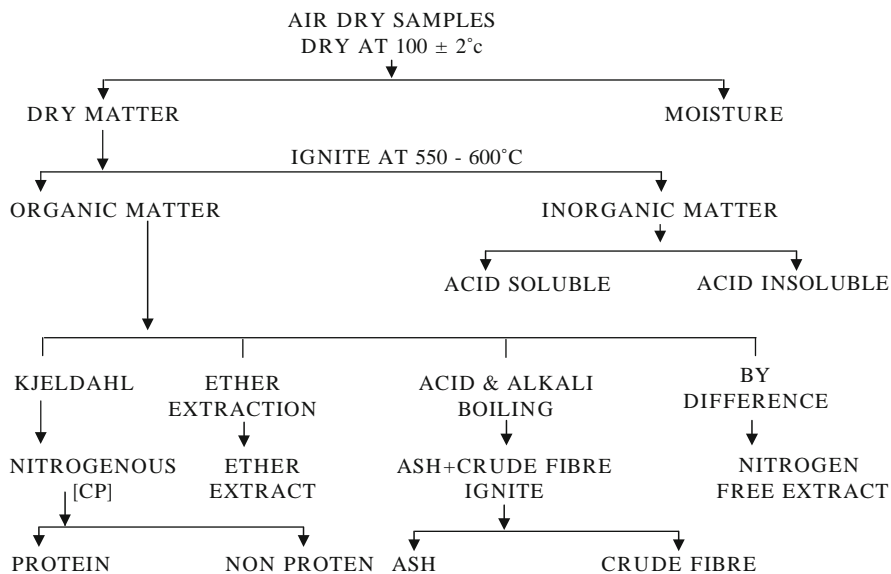 AIR DRY SAMPLES
DRY AT 100 ± 2˚c
DRY MATTER
MOISTURE
IGNITE AT 550 - 600˚C
ORGANIC MATTER
INORGANIC MATTER
ACID SOLUBLE
ACID INSOLUBLE
KJELDAHL
ETHER
EXTRACTION
ACID & ALKALI
BOILING
BY
DIFFERENCE
NITROGENOUS
[CP]
ETHER
EXTRACT
ASH+CRUDE FIBRE
IGNITE
NITROGEN
FREE EXTRACT
PROTEIN
NON PROTEN
ASH
CRUDE FIBRE